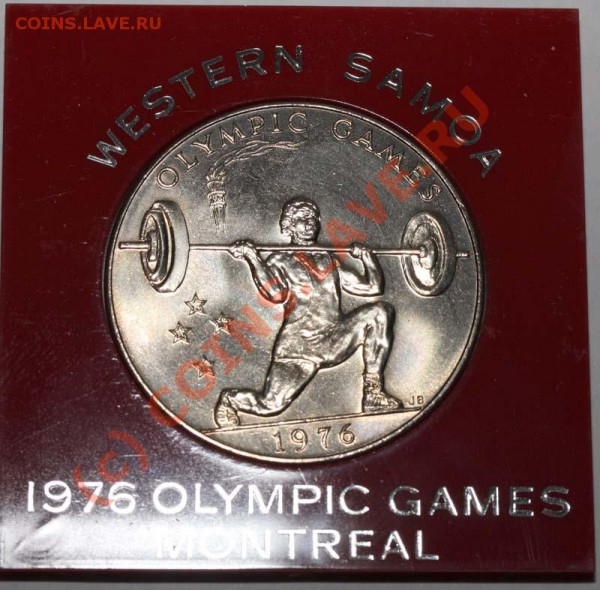 COINS.LAVE.RU
WESTERN SAMOA
OLYMPIC GAMES
JB
1976
1976 OLYMPIC GAMES
MONTREAL
(c) COINS.LAVE.RU